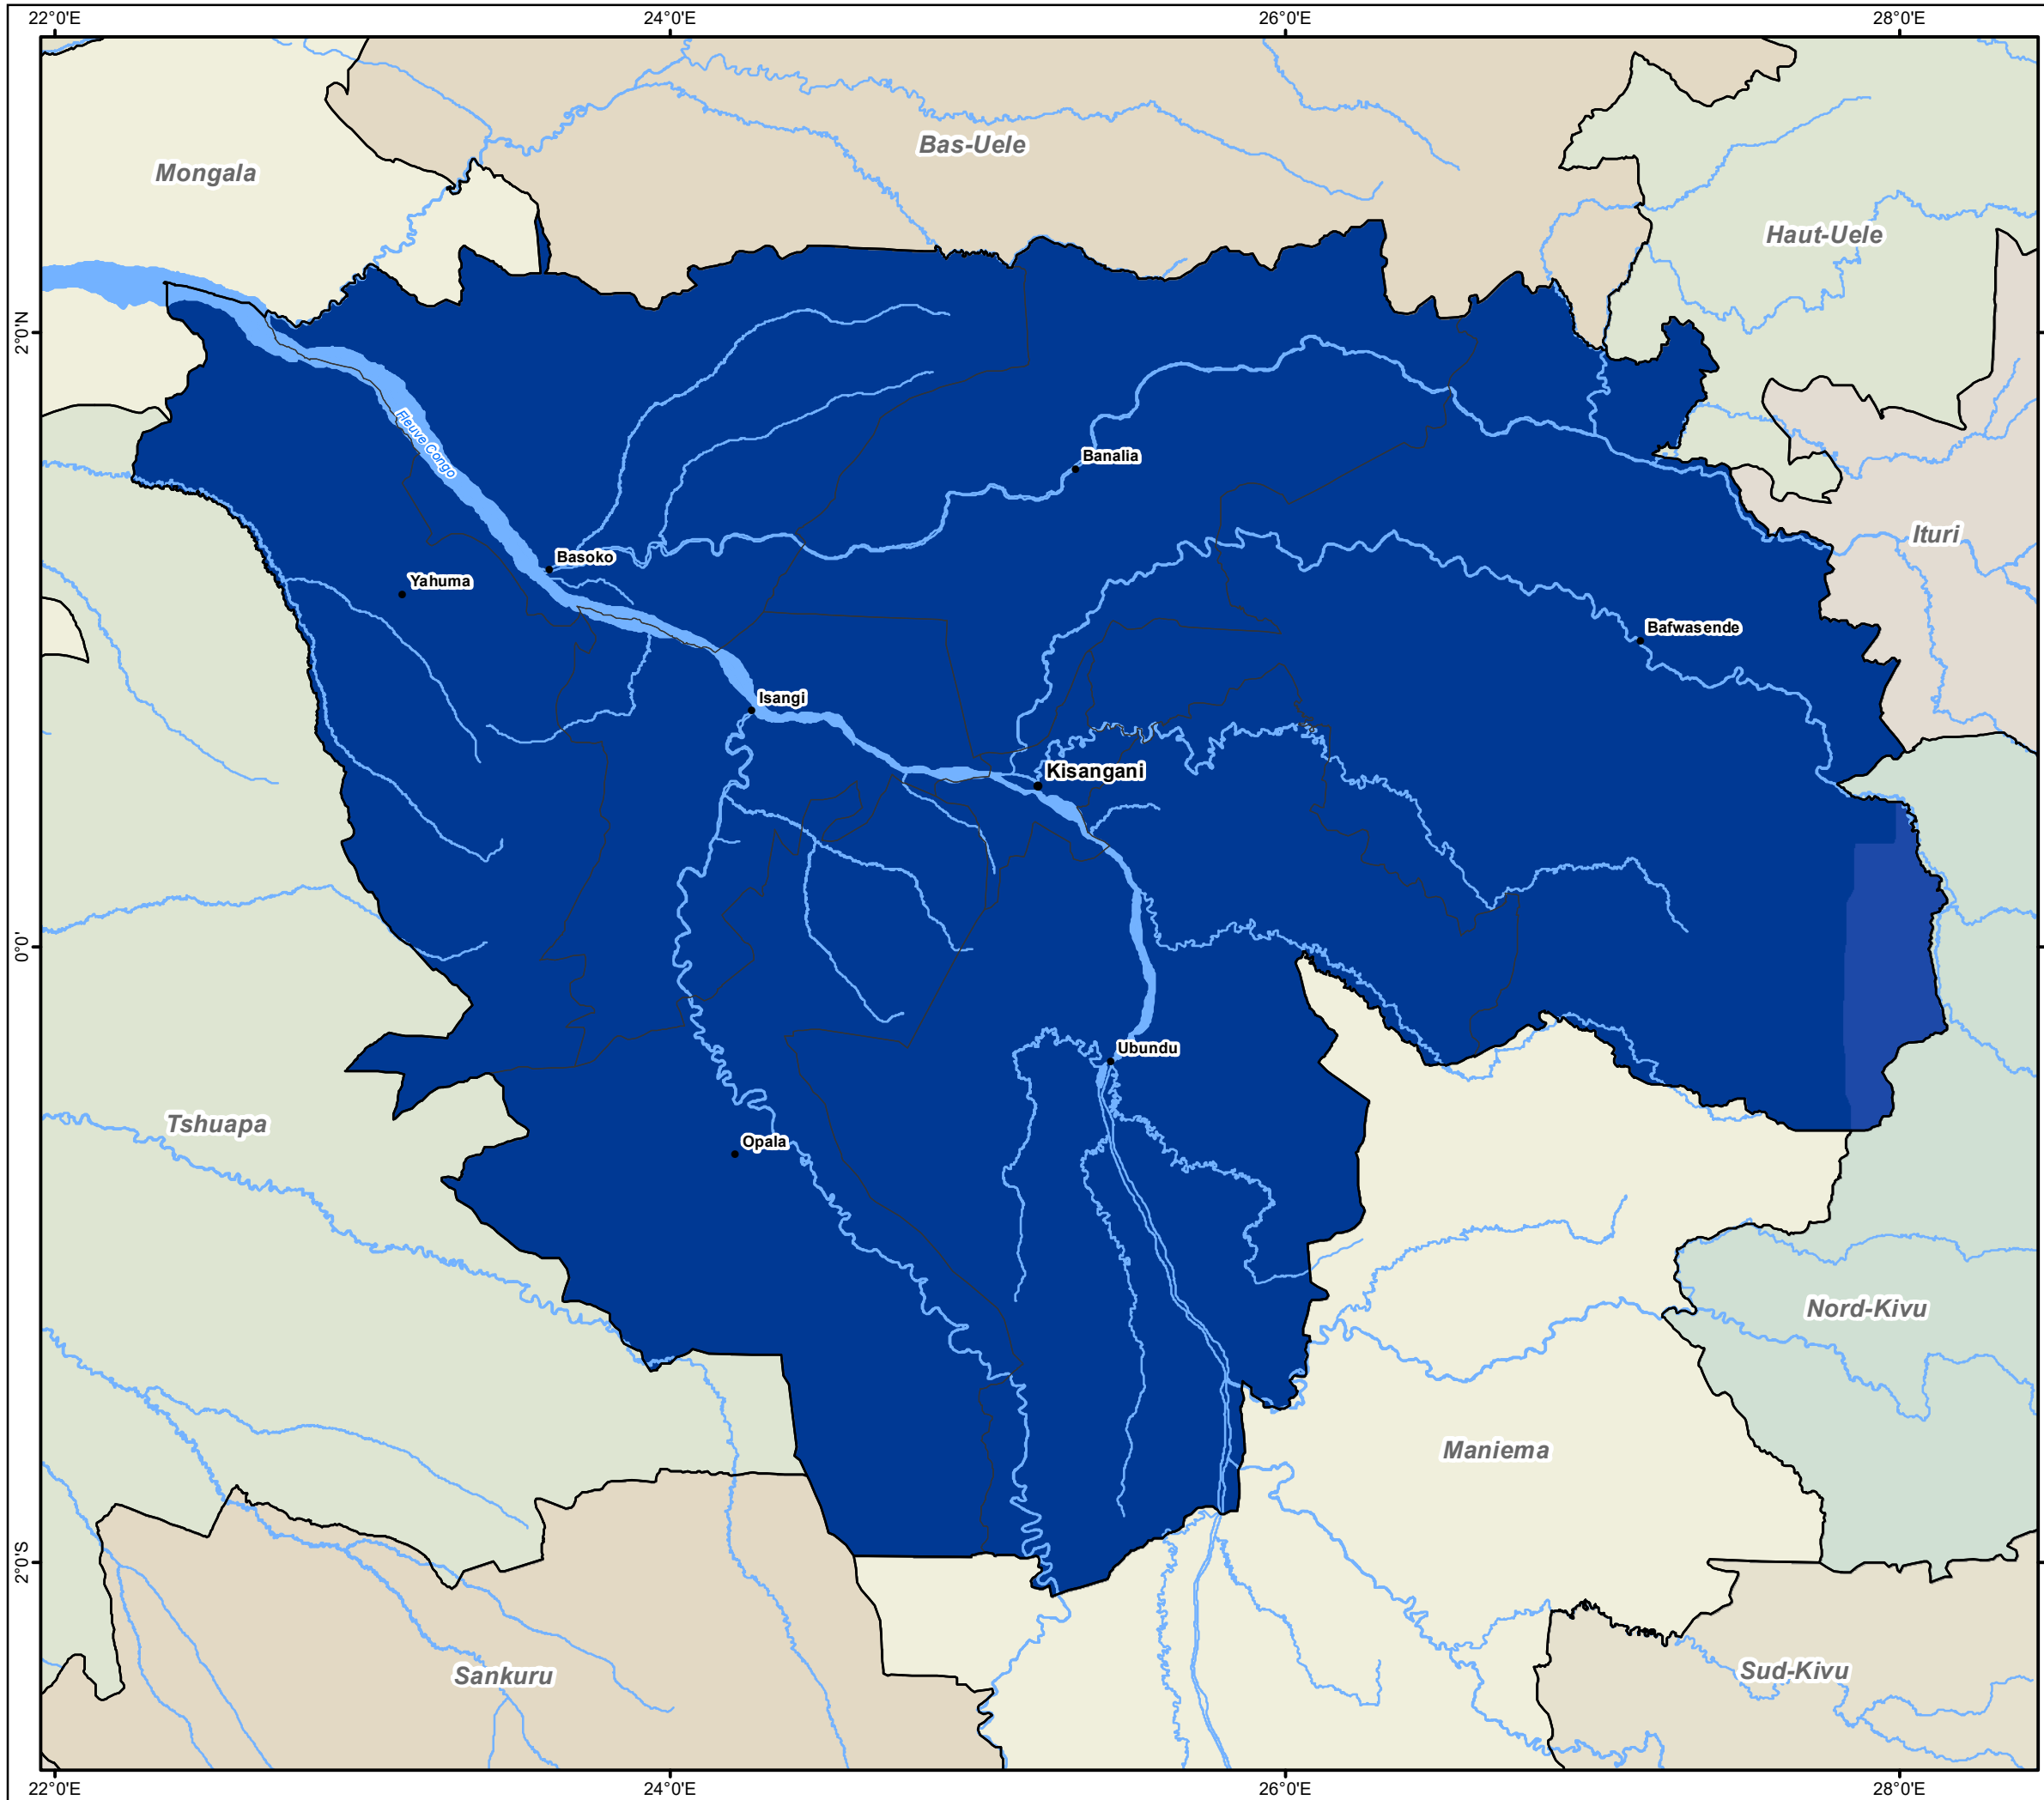 22°0'E
24°0'E
26°0'E
28°0'E
Bas-Uele
Mongala
Haut-Uele
2°0'N
Fleuve Congo
Banalia
Ituri
Basoko
Yahuma
Bafwasende
Isangi
Kisangani
0°0'
Ubundu
Tshuapa
Opala
Nord-Kivu
Maniema
2°0'S
Sankuru
Sud-Kivu
22°0'E
24°0'E
26°0'E
28°0'E